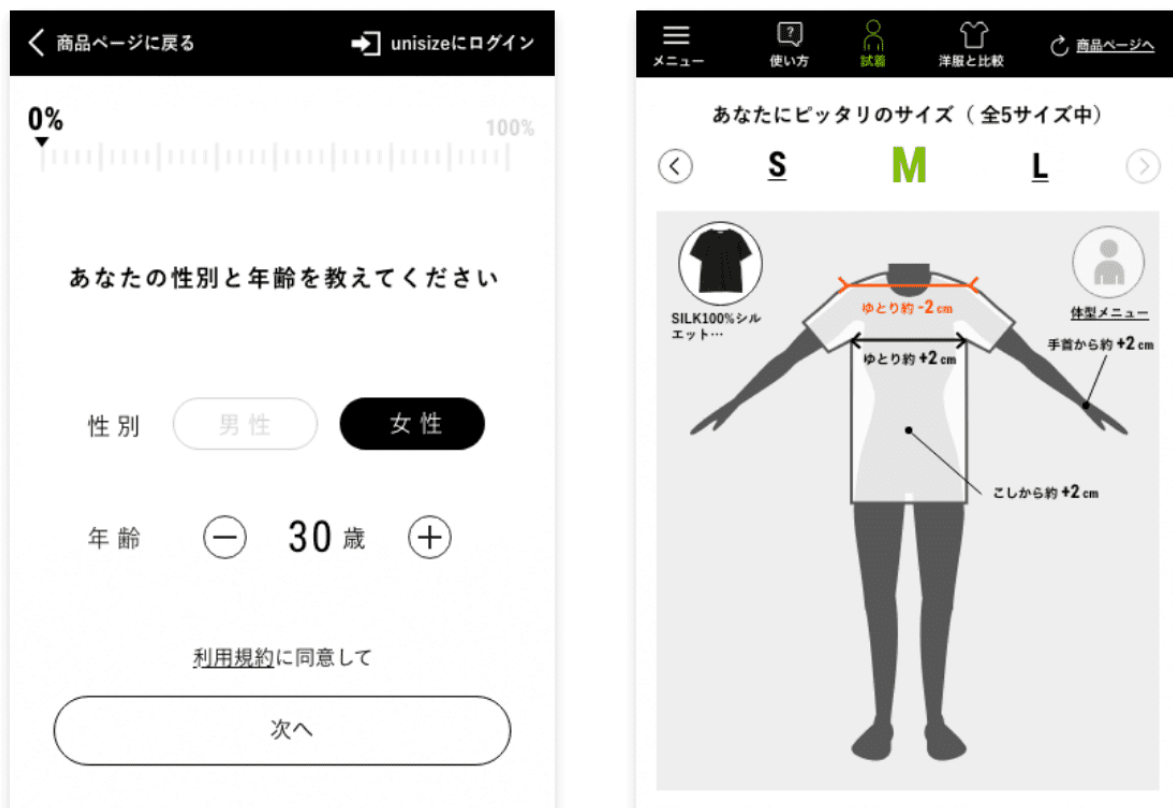 商品ページに戻る
unisizeにログイン
0%
100%
あなたの性別と年齢を教えてください
性別
男性
女性
年齢
30歳
利用規約に同意して
次へ
メニュー
使い方
試着
洋服と比較
商品ページへ
あなたにピッタリのサイズ（全5サイズ中）
S
M
L
SILK100%シル
エット…
体型メニュー
ゆとり約 -2 cm
ゆとり約 +2 cm
手首から約 +2 cm
こしから約 +2 cm